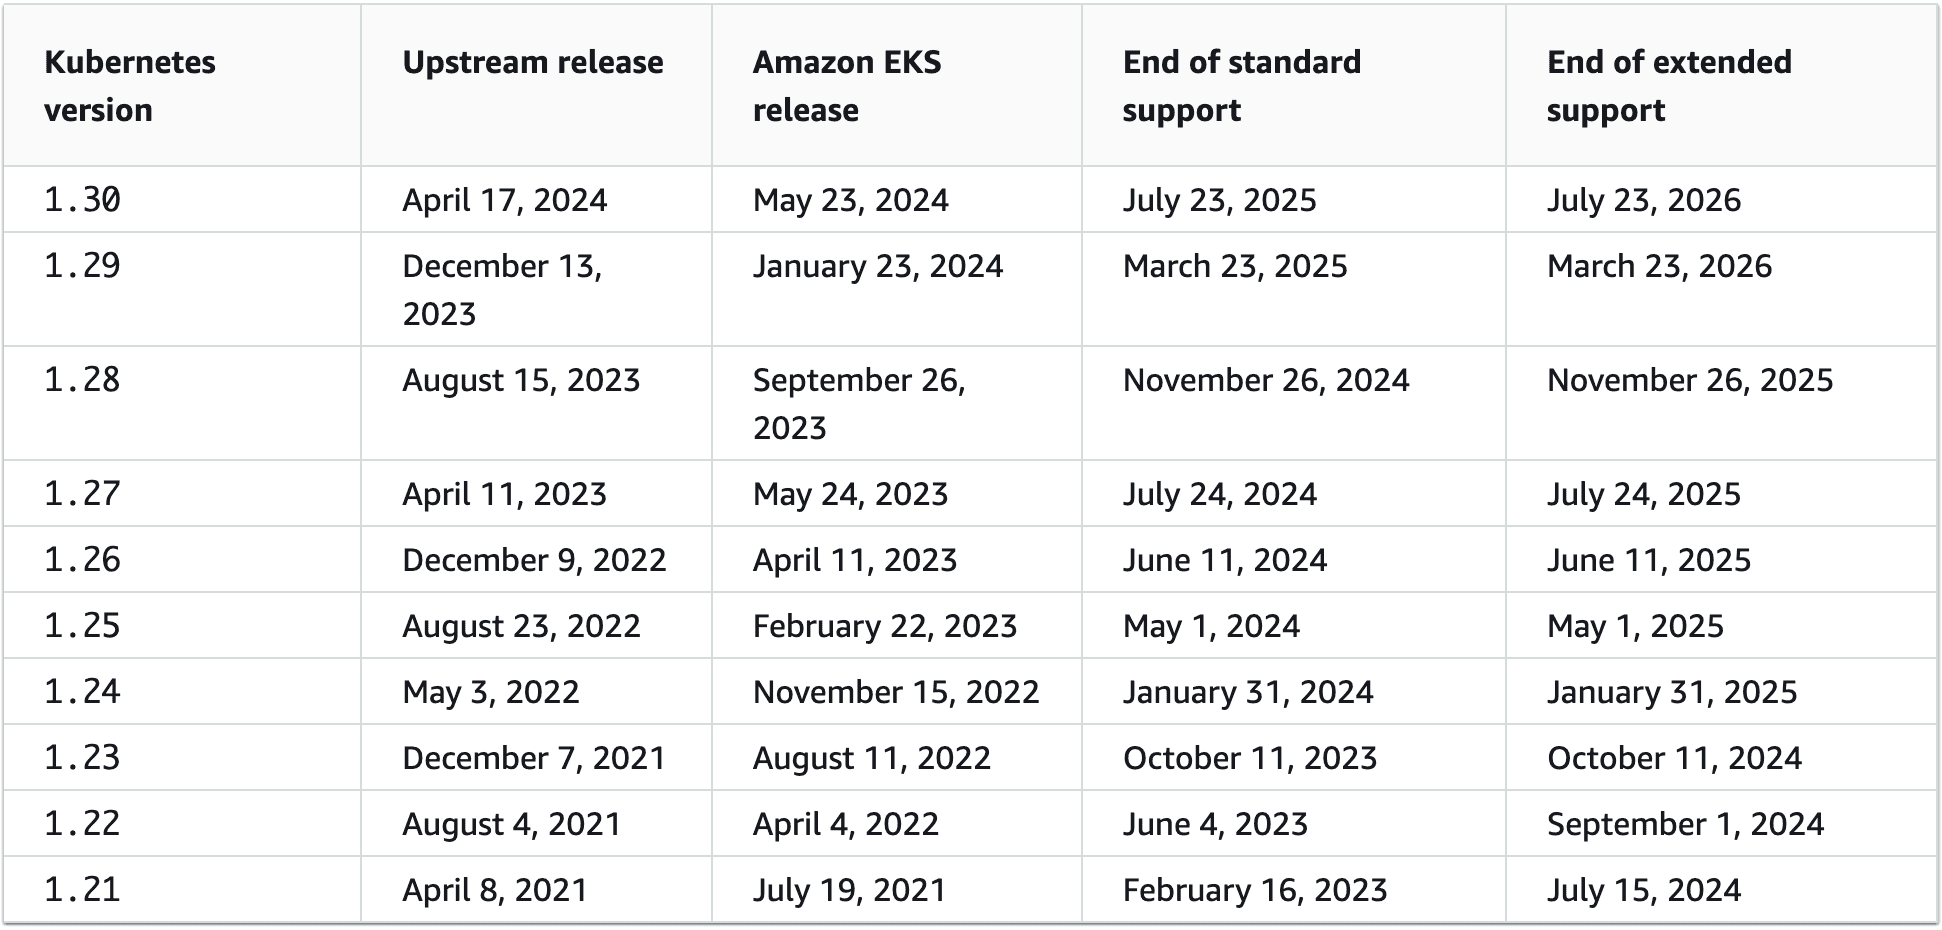 Kubernetes version	Upstream release	Amazon EKS release	End of standard support	End of extended support
1.30	April 17, 2024	May 23, 2024	July 23, 2025	July 23, 2026
1.29	December 13, 2023	January 23, 2024	March 23, 2025	March 23, 2026
1.28	August 15, 2023	September 26, 2023	November 26, 2024	November 26, 2025
1.27	April 11, 2023	May 24, 2023	July 24, 2024	July 24, 2025
1.26	December 9, 2022	April 11, 2023	June 11, 2024	June 11, 2025
1.25	August 23, 2022	February 22, 2023	May 1, 2024	May 1, 2025
1.24	May 3, 2022	November 15, 2022	January 31, 2024	January 31, 2025
1.23	December 7, 2021	August 11, 2022	October 11, 2023	October 11, 2024
1.22	August 4, 2021	April 4, 2022	June 4, 2023	September 1, 2024
1.21	April 8, 2021	July 19, 2021	February 16, 2023	July 15, 2024